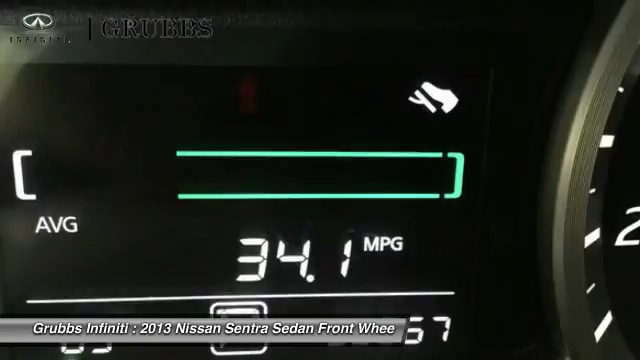 INFINITI. | GRUBBS
AVG
34.1 MPG
Grubbs Infiniti : 2013 Nissan Sentra Sedan Front Whee